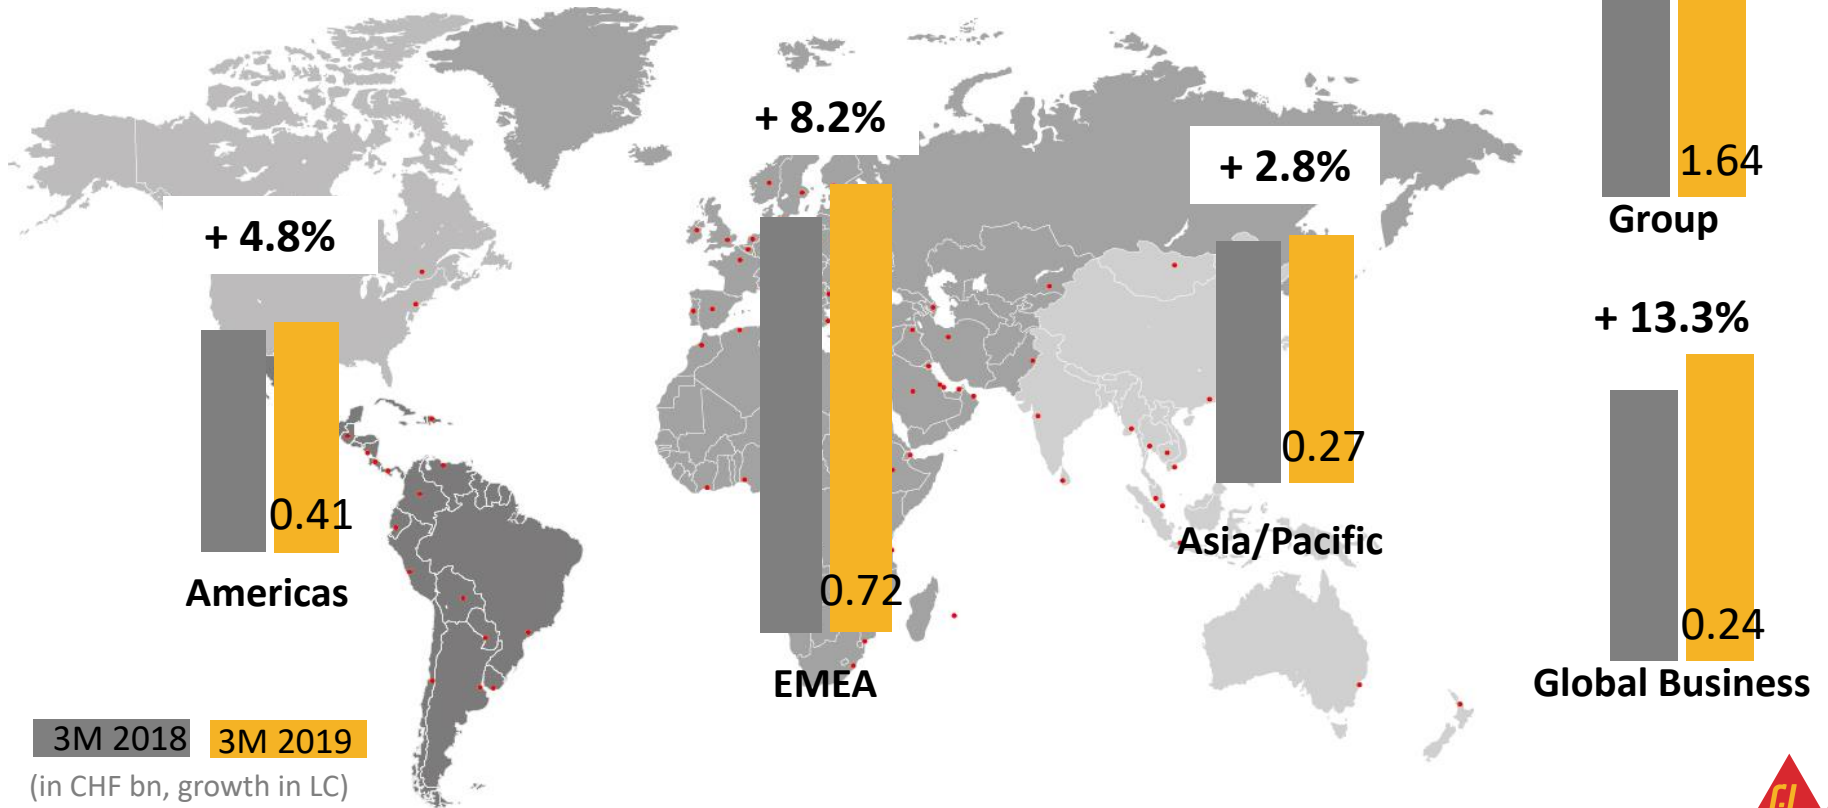 + 8.2%
+ 2.8%
1.64
Group
+ 4.8%
+ 13.3%
0.27
0.41
Asia/Pacific
0.72
Americas
0.24
EMEA
Global Business
3M 2018 3M 2019
(in CHF bn, growth in LC)